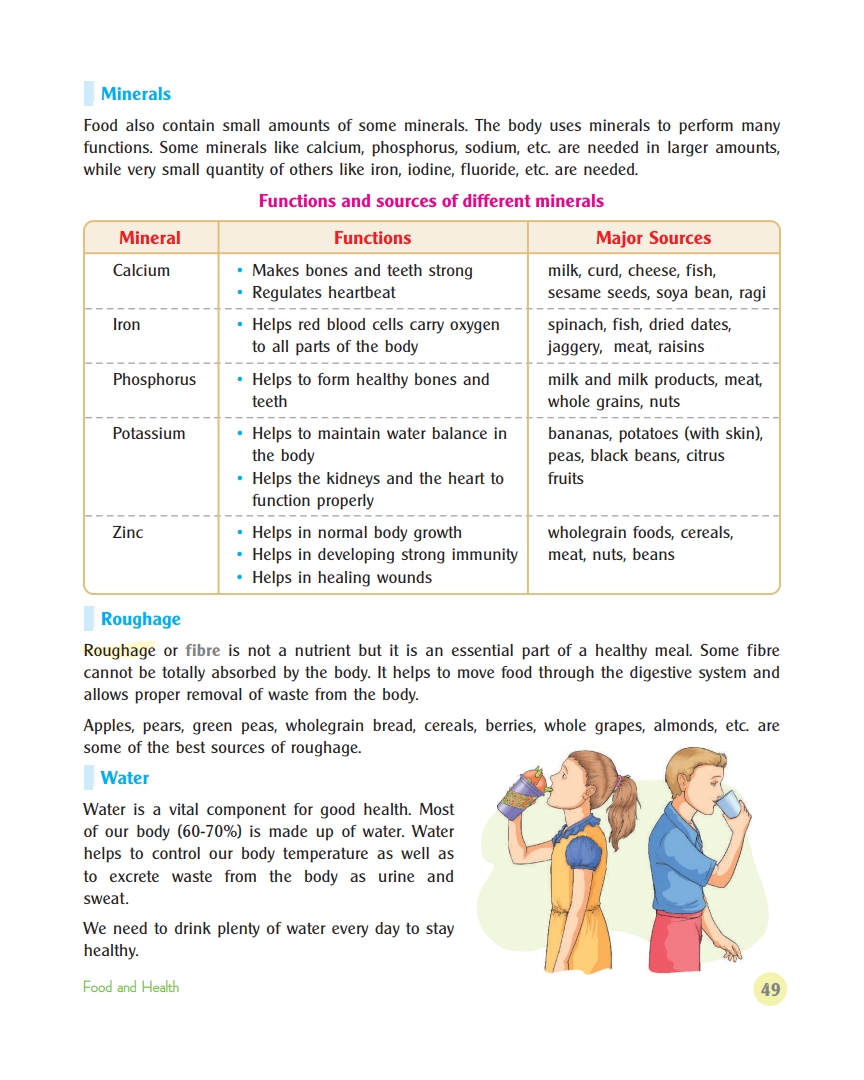 Minerals
Food also contain small amounts of some minerals. The body uses minerals to perform many
functions. Some minerals like calcium, phosphorus, sodium, etc. are needed in larger amounts,
while very small quantity of others like iron, iodine, fluoride, etc. are needed.
Functions and sources of different minerals
Mineral Functions Major Sources
Calcium • Makes bones and teeth strong milk, curd, cheese, fish,
• Regulates heartbeat sesame seeds, soya bean, ragi
Iron • Helps red blood cells carry oxygen spinach, fish, dried dates,
to all parts of the body jaggery, meat, raisins
Phosphorus • Helps to form healthy bones and milk and milk products, meat,
teeth whole grains, nuts
Potassium • Helps to maintain water balance in bananas, potatoes (with skin),
the body peas, black beans, citrus
• Helps the kidneys and the heart to fruits
function properly
Zinc • Helps in normal body growth wholegrain foods, cereals,
• Helps in developing strong immunity meat, nuts, beans
• Helps in healing wounds
Roughage
Roughage or fibre is not a nutrient but it is an essential part of a healthy meal. Some fibre
cannot be totally absorbed by the body. It helps to move food through the digestive system and
allows proper removal of waste from the body.
Apples, pears, green peas, wholegrain bread, cereals, berries, whole grapes, almonds, etc. are
some of the best sources of roughage.
Water
Water is a vital component for good health. Most
of our body (60-70%) is made up of water. Water
helps to control our body temperature as well as
to excrete waste from the body as urine and
sweat.
We need to drink plenty of water every day to stay
healthy.
Food and Health
49